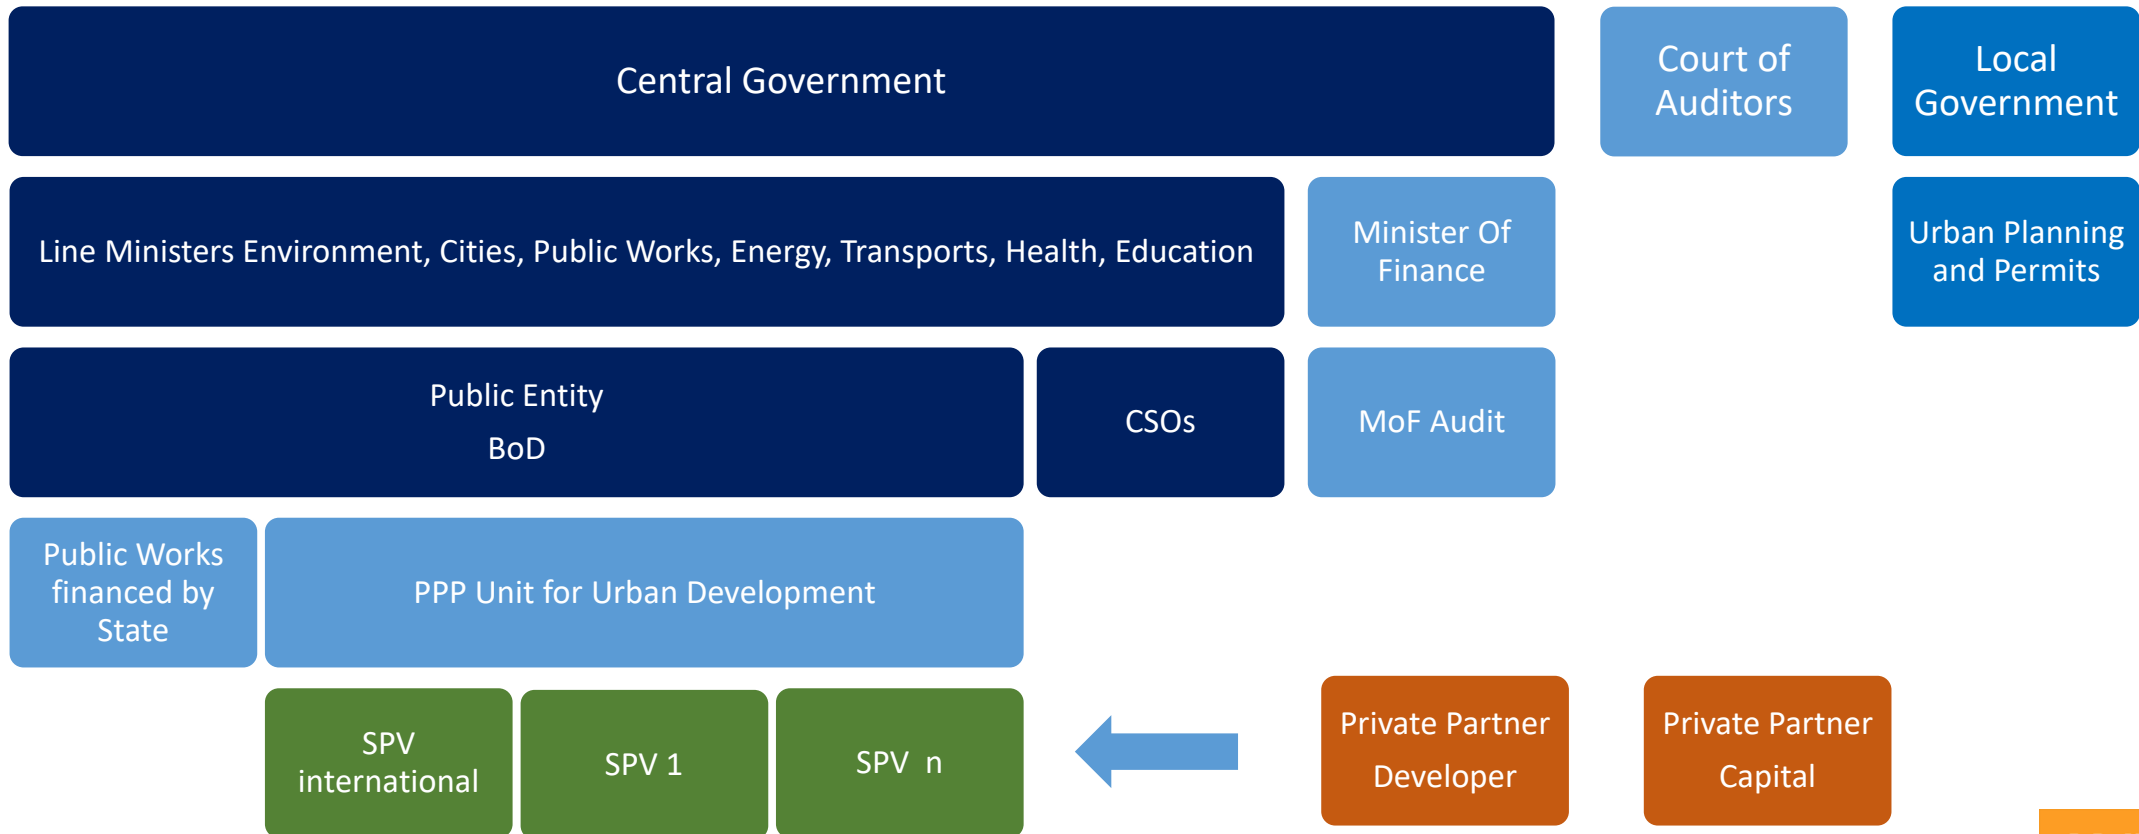 Central Government
Court of
Auditors
Local
Government
Line Ministers Environment, Cities, Public Works, Energy, Transports, Health, Education
Minister Of
Finance
Urban Planning
and Permits
Public Entity
BoD
CSOs
MoF Audit
Public Works
financed by
State
PPP Unit for Urban Development
SPV
international
SPV 1
SPV n
Private Partner
Developer
Private Partner
Capital